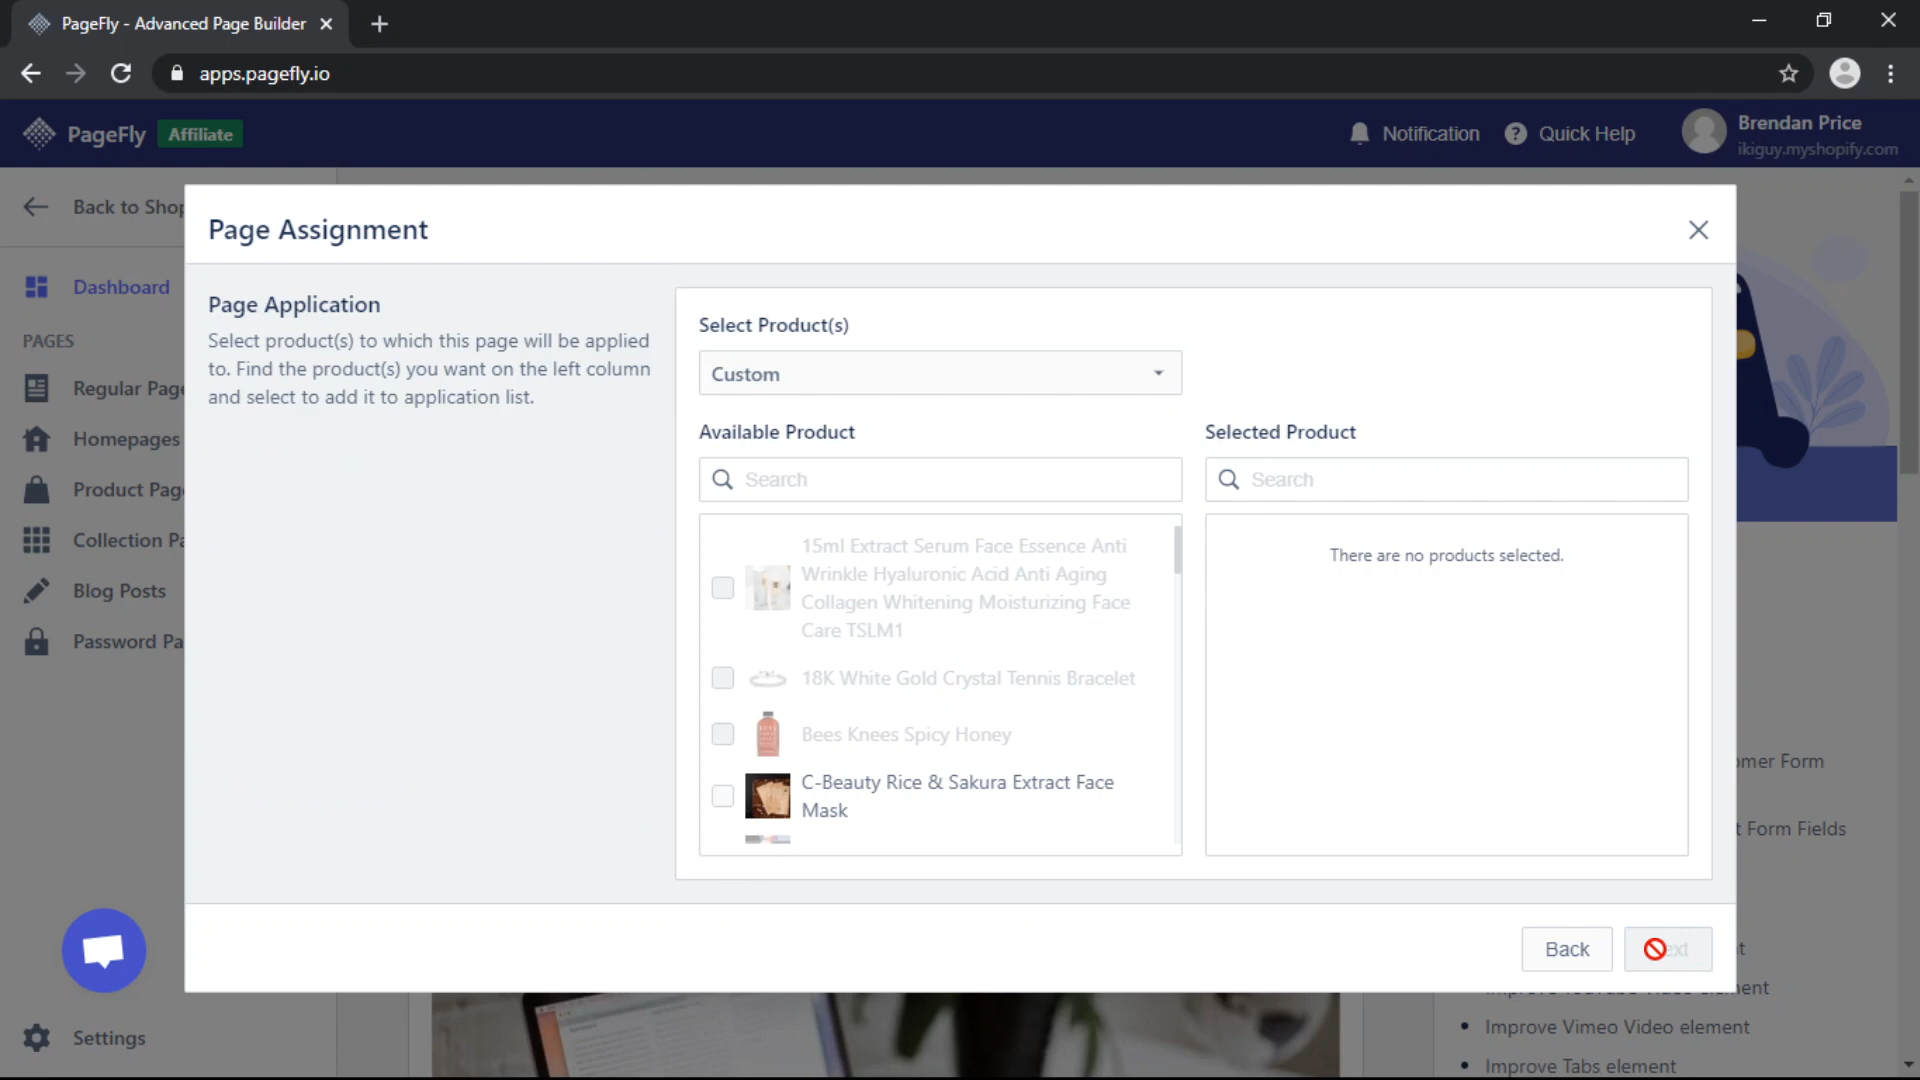 PageFly - Advanced Page Builder
apps.pagefly.io
PageFly Affiliate
Notification
Quick Help
Brendan Price
ikiguy.myshopify.com
Back to Shop
Dashboard
PAGES
Regular Page
Homepages
Product Pag
Collection Pa
Blog Posts
Password Pa
Settings
Page Assignment
Page Application
Select product(s) to which this page will be applied
to. Find the product(s) you want on the left column
and select to add it to application list.
Select Product(s)
Custom
Available Product
Search
15ml Extract Serum Face Essence Anti
Wrinkle Hyaluronic Acid Anti Aging
Collagen Whitening Moisturizing Face
Care TSLM1
18K White Gold Crystal Tennis Bracelet
Bees Knees Spicy Honey
C-Beauty Rice & Sakura Extract Face
Mask
Selected Product
Search
There are no products selected.
Back
omer Form
t Form Fields
Improve Vimeo Video element
Improve Tabs element